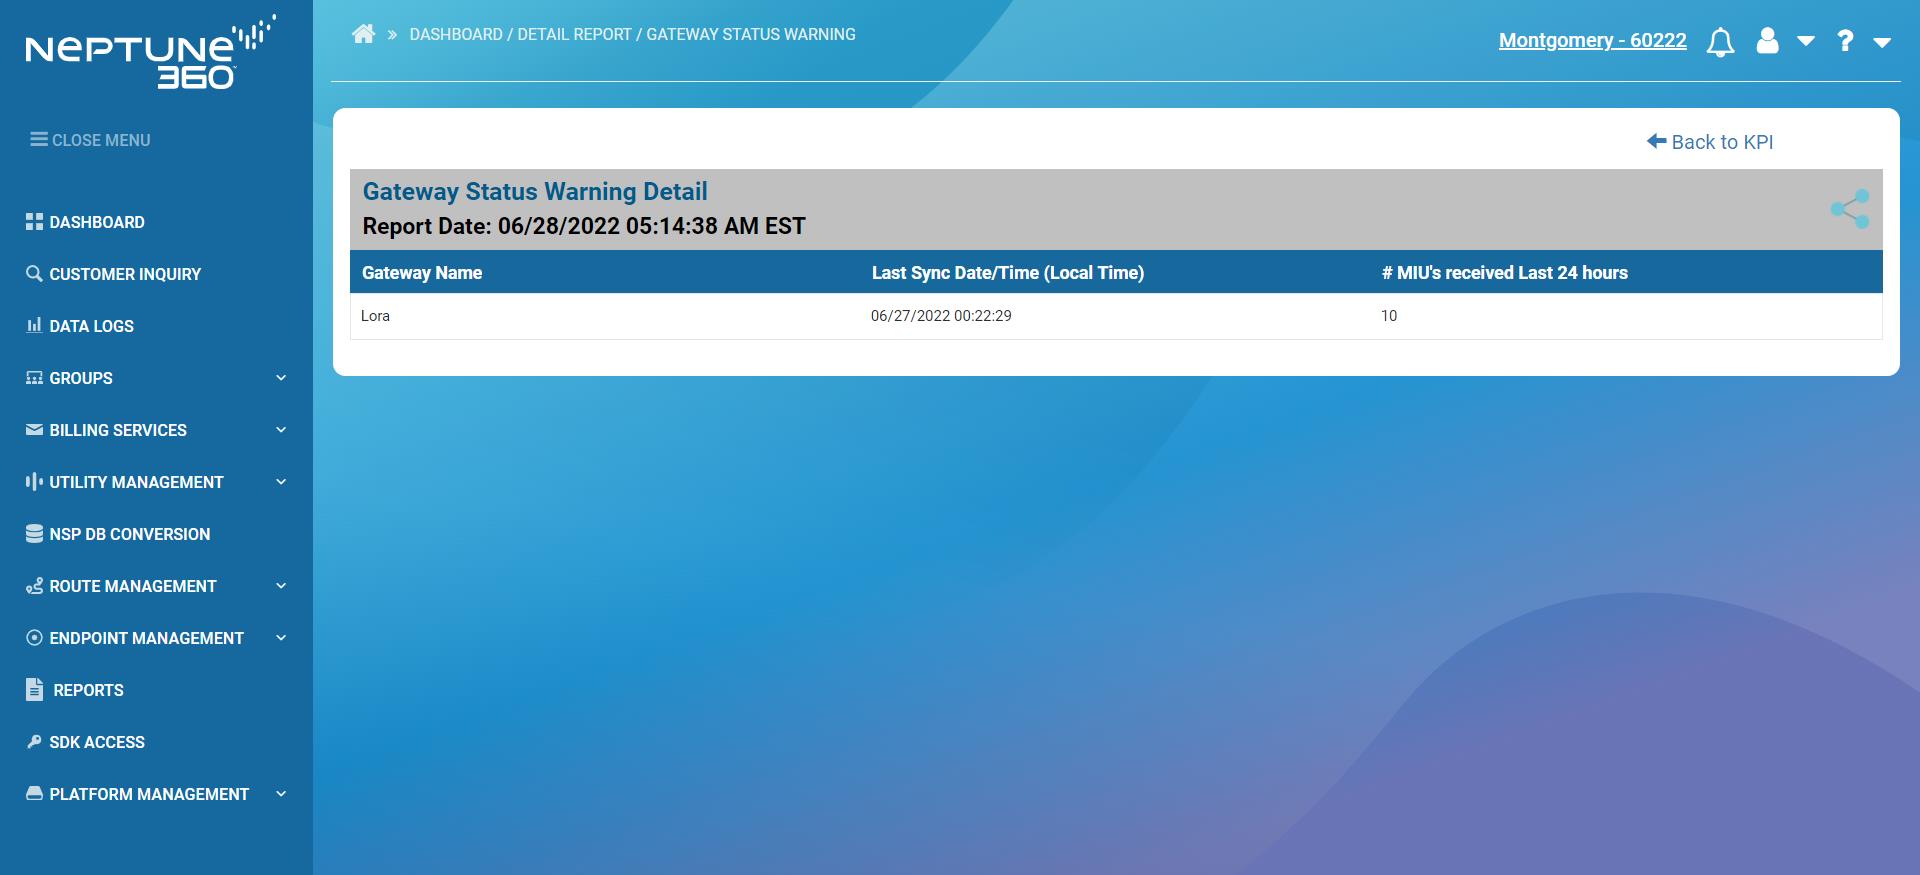 NEPTUNE
360™
CLOSE MENU
DASHBOARD
CUSTOMER INQUIRY
DATA LOGS
GROUPS
BILLING SERVICES
UTILITY MANAGEMENT
NSP DB CONVERSION
ROUTE MANAGEMENT
ENDPOINT MANAGEMENT
REPORTS
SDK ACCESS
PLATFORM MANAGEMENT
» DASHBOARD / DETAIL REPORT / GATEWAY STATUS WARNING
Montgomery - 60222 ?
Back to KPI
Gateway Status Warning Detail
Report Date: 06/28/2022 05:14:38 AM EST
Gateway Name Last Sync Date/Time (Local Time) # MIU's received Last 24 hours
Lora 06/27/2022 00:22:29 10